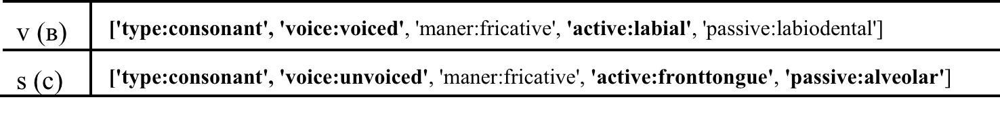 v (в) ['type:consonant', 'voice:voiced', 'maner:fricative', 'active:labial', 'passive:labiodental']
s (с) ['type:consonant', 'voice:unvoiced', 'maner:fricative', 'active:fronttongue', 'passive:alveolar']